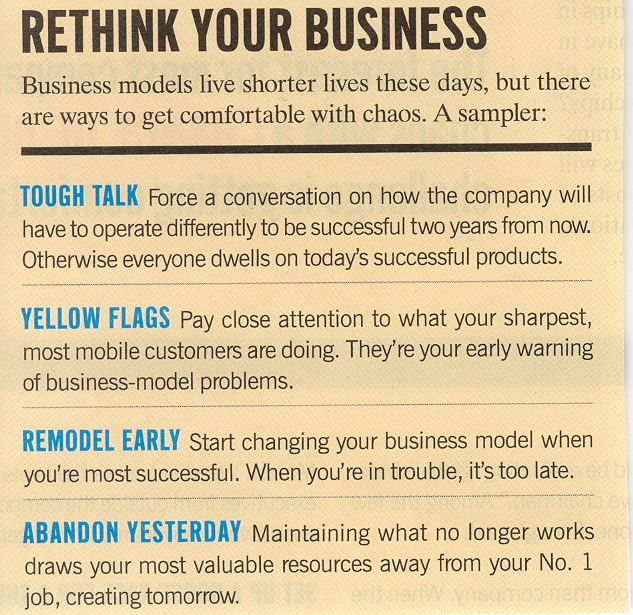 RETHINK YOUR BUSINESS
Business models live shorter lives these days, but there
are ways to get comfortable with chaos. A sampler:
TOUGH TALK Force a conversation on how the company will
have to operate differently to be successful two years from now.
Otherwise everyone dwells on today's successful products.
YELLOW FLAGS Pay close attention to what your sharpest,
most mobile customers are doing. They're your early warning
of business-model problems.
REMODEL EARLY Start changing your business model when
you're most successful. When you're in trouble, it's too late.
ABANDON YESTERDAY Maintaining what no longer works
draws your most valuable resources away from your No. 1
job, creating tomorrow.